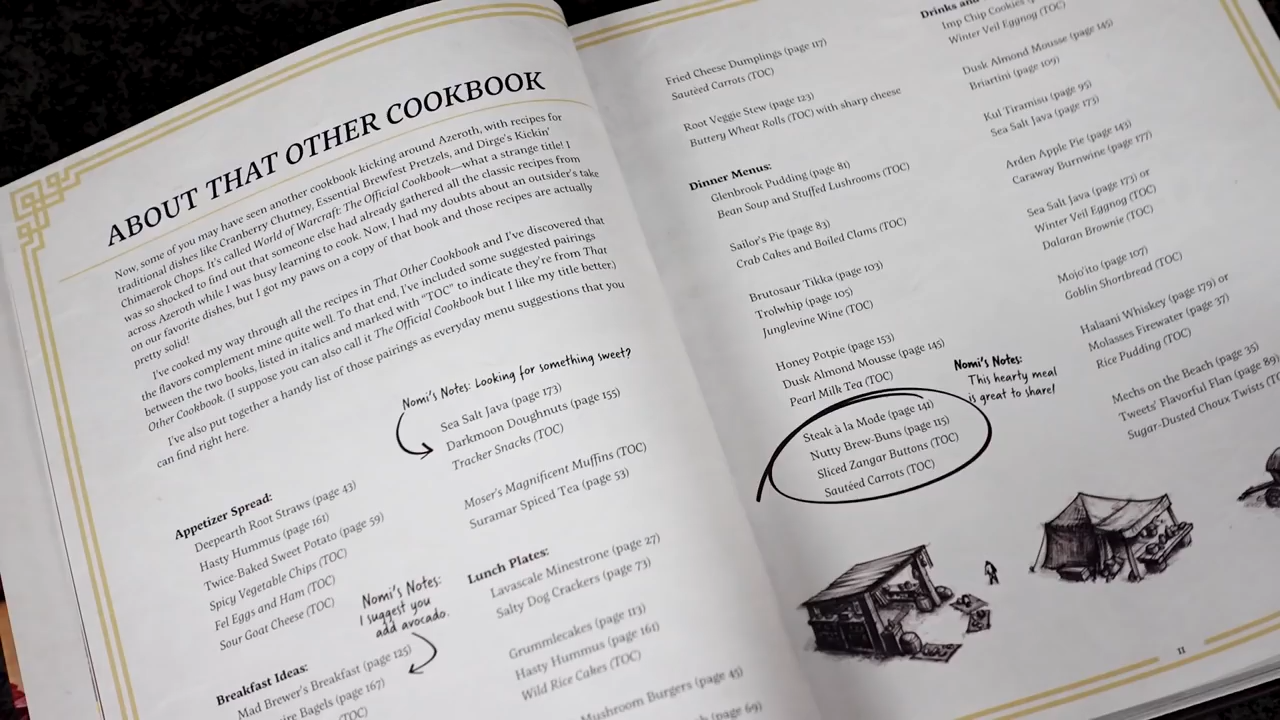 ABOUT THAT OTHER COOKBOOK
Now, some of you may have seen another cookbook kicking around Azeroth, with recipes for
traditional dishes like Cranberry Chutney, Essential Brewfest Pretzels, and Dirge's Kickin'
Chimaerok Chops. It's called World of Warcraft: The Official Cookbook—what a strange title! I
was so shocked to find out that someone else had already gathered all the classic recipes from
across Azeroth while I was busy learning to cook. Now, I had my doubts about an outsider's take
on our favorite dishes, but I got my paws on a copy of that book and those recipes are actually
pretty solid!
I've cooked my way through all the recipes in That Other Cookbook and I've discovered that
the flavors complement mine quite well. To that end, I've included some suggested pairings
between the two books, listed in italics and marked with "TOC" to indicate they're from That
Other Cookbook. (I suppose you can also call it The Official Cookbook but I like my title better.)
I've also put together a handy list of those pairings as everyday menu suggestions that you
can find right here.
Appetizer Spread:
Deepearth Root Straws (page 43)
Hasty Hummus (page 161)
Twice-Baked Sweet Potato (page 59)
Spicy Vegetable Chips (TOC)
Fel Eggs and Ham (TOC)
Sour Goat Cheese (TOC)
Nomi's Notes:
I suggest you
add avocado.
Breakfast Ideas:
Mad Brewer's Breakfast (page 125)
Bagels (page 167)
(TOC)
Nomi's Notes: Looking for something sweet?
Sea Salt Java (page 173)
Darkmoon Doughnuts (page 155)
Tracker Snacks (TOC)
Moser's Magnificent Muffins (TOC)
Suramar Spiced Tea (page 53)
Lunch Plates:
Lavascale Minestrone (page 27)
Salty Dog Crackers (page 73)
Grummlecakes (page 113)
Hasty Hummus (page 161)
Wild Rice Cakes (TOC)
Mushroom Burgers (page 45)
(page 69)
Fried Cheese Dumplings (page 117)
Sautéed Carrots (TOC)
Root Veggie Stew (page 123)
Buttery Wheat Rolls (TOC) with sharp cheese
Dinner Menus:
Glenbrook Pudding (page 81)
Bean Soup and Stuffed Lushrooms (TOC)
Sailor's Pie (page 83)
Crab Cakes and Boiled Clams (TOC)
Brutosaur Tikka (page 103)
Trolwhip (page 105)
Junglevine Wine (TOC)
Honey Potpie (page 153)
Dusk Almond Mousse (page 145)
Pearl Milk Tea (TOC)
Steak à la Mode (page 141)
Nutty Brew-Buns (page 115)
Sliced Zangar Buttons (TOC)
Sautéed Carrots (TOC)
Nomi's Notes:
This hearty meal
is great to share!
Drinks and
Imp Chip Cookies
Winter Veil Eggnog (TOC)
Dusk Almond Mousse (page 145)
Briartini (page 109)
Kul Tiramisu (page 95)
Sea Salt Java (page 173)
Arden Apple Pie (page 143)
Caraway Burnwine (page 177)
Sea Salt Java (page 173) or
Winter Veil Eggnog (TOC)
Dalaran Brownie (TOC)
Mojo'ito (page 107)
Goblin Shortbread (TOC)
Halaani Whiskey (page 179) or
Molasses Firewater (page 37)
Rice Pudding (TOC)
Mechs on the Beach (page 35)
Tweets' Flavorful Flan (page 89)
Sugar-Dusted Choux Twists
11